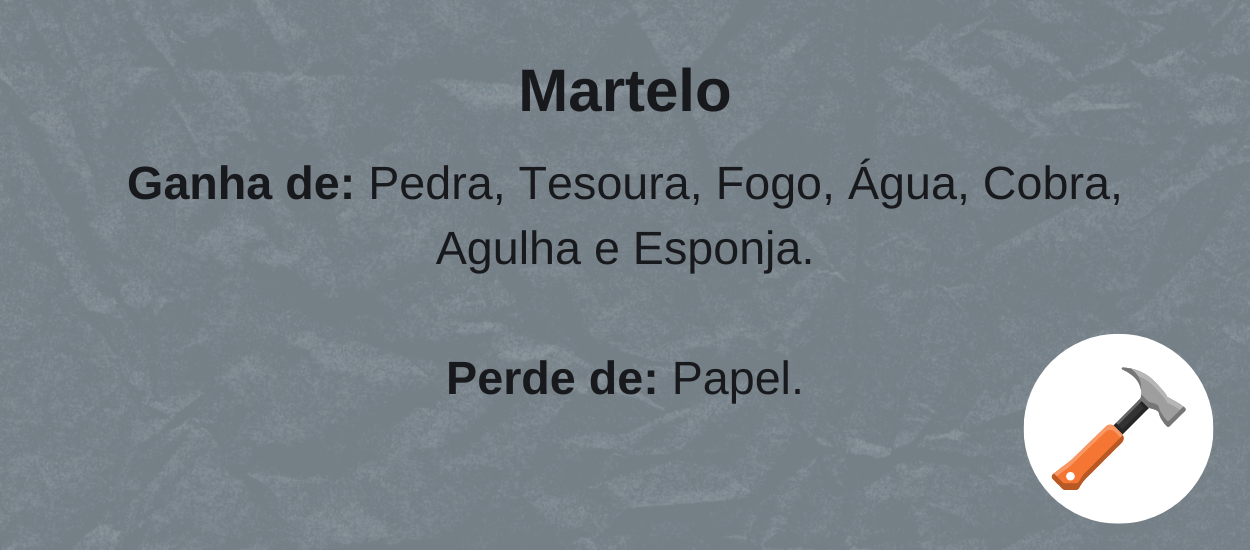 Martelo
Ganha de: Pedra, Tesoura, Fogo, Água, Cobra,
Agulha e Esponja.
Perde de: Papel.